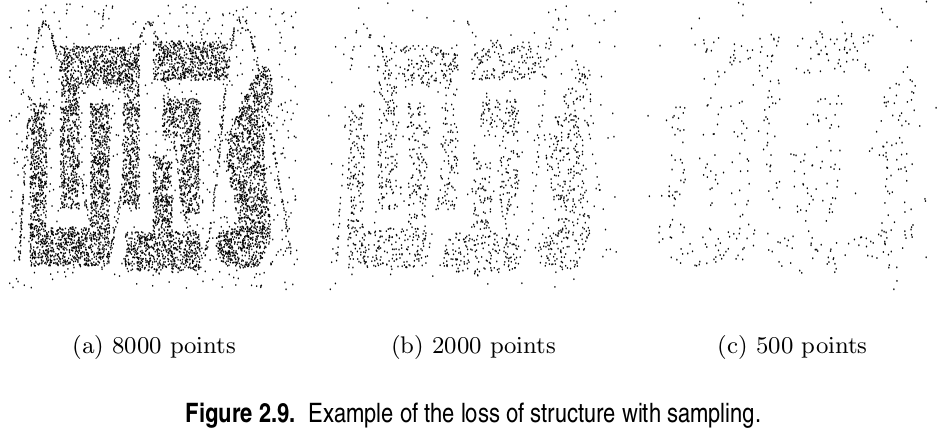 (a) 8000 points (b) 2000 points (c) 500 points
Figure 2.9. Example of the loss of structure with sampling.